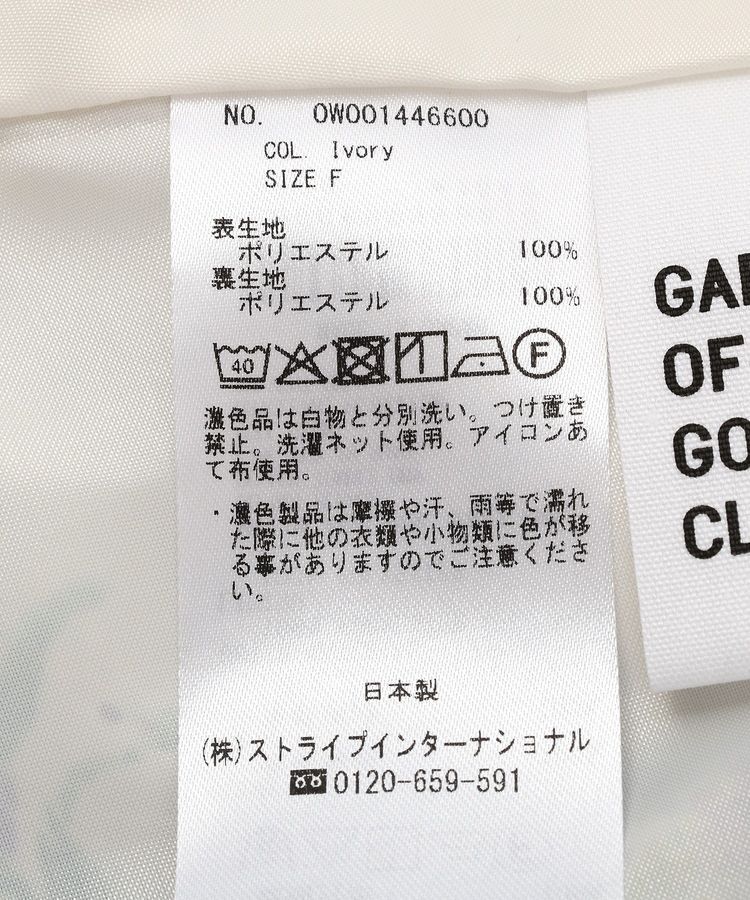 NO. 0W001446600
COL. Ivory
SIZE F
表生地
ポリエステル 100%
裏生地
ポリエステル 100%
40
F
濃色品は白物と分別洗い。つけ置き
禁止。洗濯ネット使用。アイロンあ
て布使用。
・濃色製品は摩擦や汗、雨等で濡れ
た際に他の衣類や小物類に色が移
る事がありますのでご注意くださ
い。
日本製
(株)ストライプインターナショナル
0120-659-591
GA
OF
GO
CL